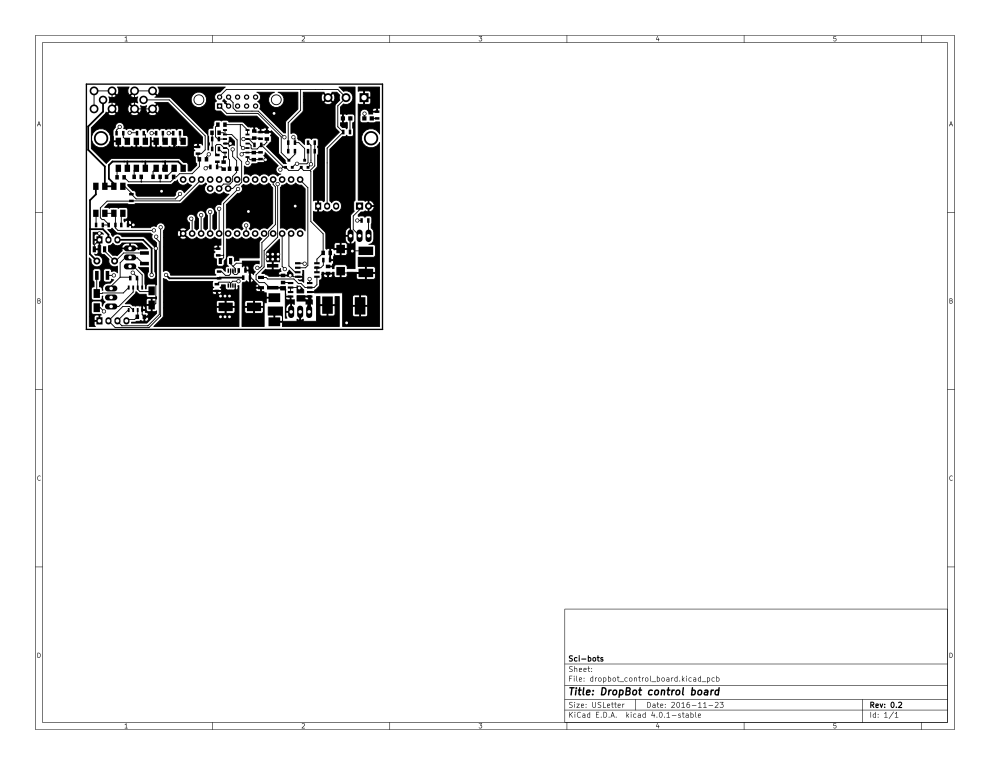 1 2 3 4 5
A A
B B
C C
D D
Sci-bots
Sheet:
File: dropbot_control_board.kicad_pcb
Title: DropBot control board
Size: USLetter Date: 2016-11-23 Rev: 0.2
KiCad E.D.A. kicad 4.0.1-stable Id: 1/1
1 2 3 4 5